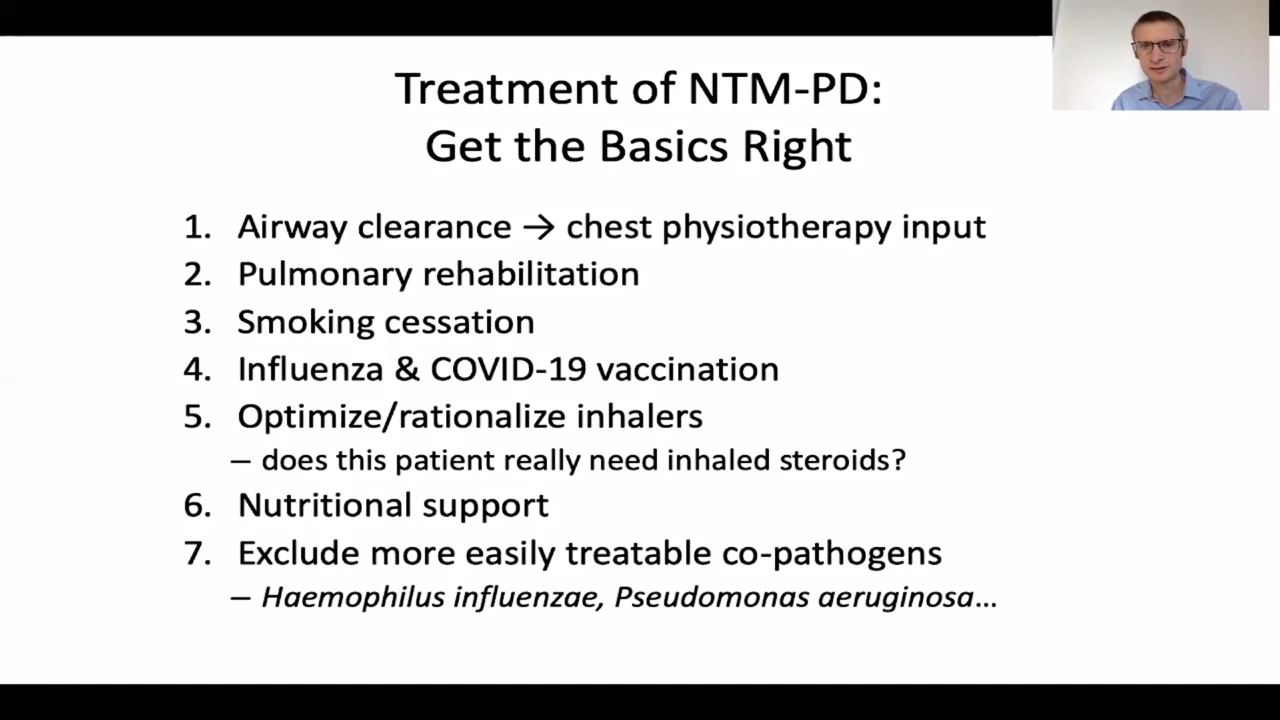 Treatment of NTM-PD:
Get the Basics Right
1. Airway clearance → chest physiotherapy input
2. Pulmonary rehabilitation
3. Smoking cessation
4. Influenza & COVID-19 vaccination
5. Optimize/rationalize inhalers
– does this patient really need inhaled steroids?
6. Nutritional support
7. Exclude more easily treatable co-pathogens
– Haemophilus influenzae, Pseudomonas aeruginosa…